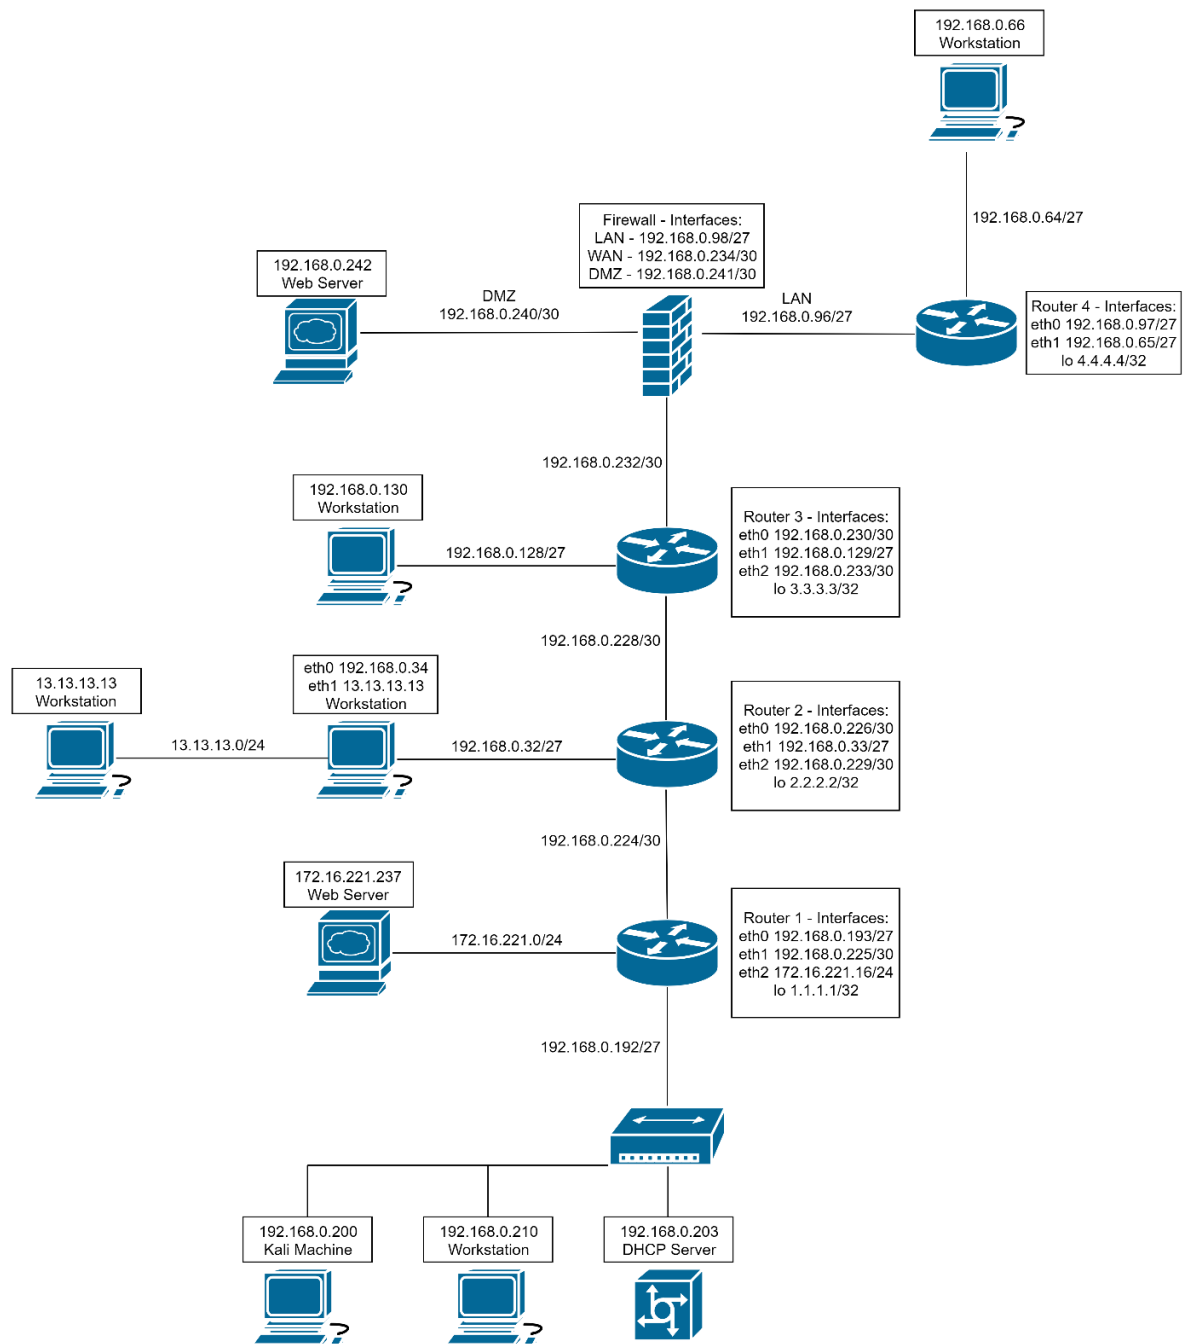 192.168.0.66
Workstation
192.168.0.64/27
Firewall - Interfaces:
LAN - 192.168.0.98/27
WAN - 192.168.0.234/30
DMZ - 192.168.0.241/30
192.168.0.242
Web Server
DMZ
192.168.0.240/30
LAN
192.168.0.96/27
Router 4 - Interfaces:
eth0 192.168.0.97/27
eth1 192.168.0.65/27
lo 4.4.4.4/32
192.168.0.232/30
192.168.0.130
Workstation
192.168.0.128/27
Router 3 - Interfaces:
eth0 192.168.0.230/30
eth1 192.168.0.129/27
eth2 192.168.0.233/30
lo 3.3.3.3/32
192.168.0.228/30
13.13.13.13
Workstation
13.13.13.0/24
eth0 192.168.0.34
eth1 13.13.13.13
Workstation
192.168.0.32/27
Router 2 - Interfaces:
eth0 192.168.0.226/30
eth1 192.168.0.33/27
eth2 192.168.0.229/30
lo 2.2.2.2/32
192.168.0.224/30
172.16.221.237
Web Server
172.16.221.0/24
Router 1 - Interfaces:
eth0 192.168.0.193/27
eth1 192.168.0.225/30
eth2 172.16.221.16/24
lo 1.1.1.1/32
192.168.0.192/27
192.168.0.200
Kali Machine
192.168.0.210
Workstation
192.168.0.203
DHCP Server